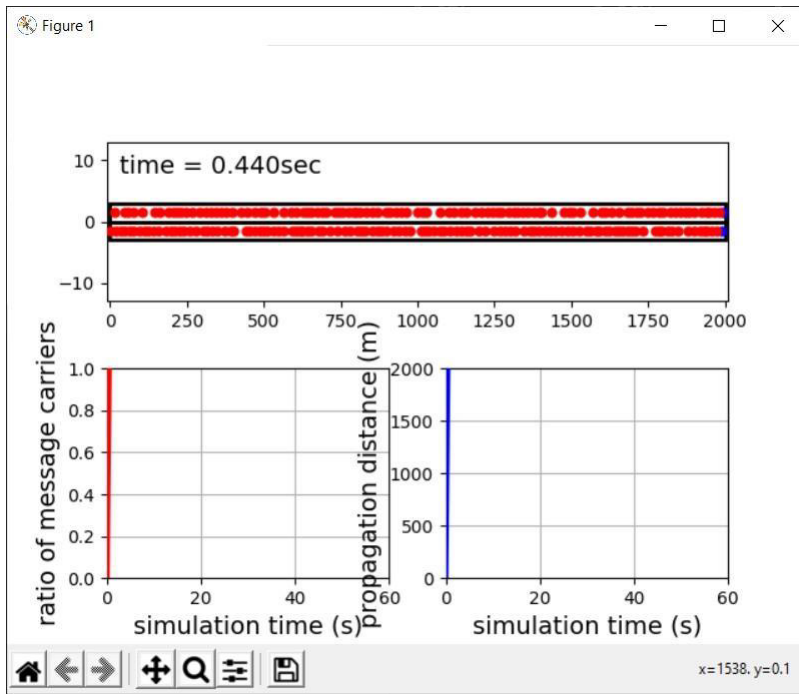 Figure 1
time = 0.440sec
10
0
−10
0 250 500 750 1000 1250 1500 1750 2000
ratio of message carriers
1.0
0.8
0.6
0.4
0.2
0.0
0 20 40 60
simulation time (s)
propagation distance (m)
2000
1500
1000
500
0
0 20 40 60
simulation time (s)
x=1538. y=0.1